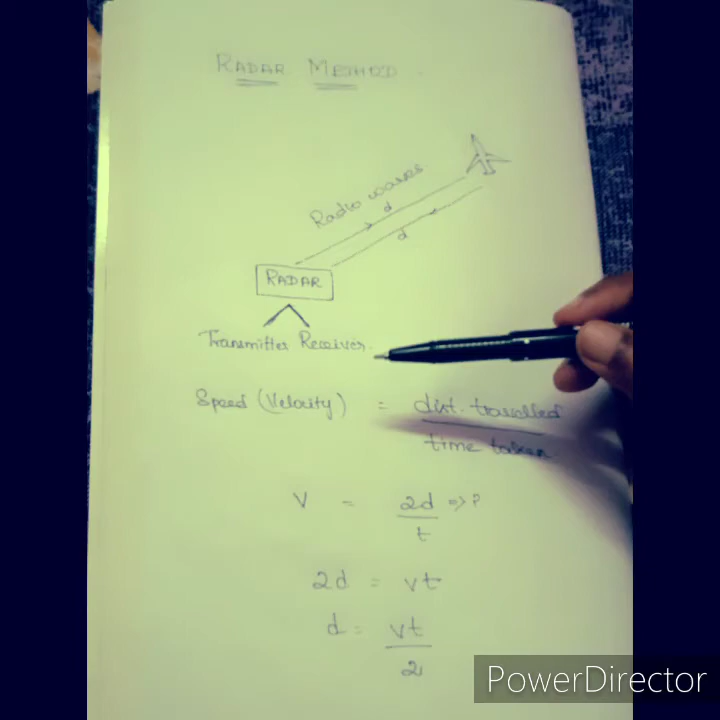 RADAR METHOD.
Radio waves.
d
d
RADAR
Transmitter Receiver.
Speed (Velocity) = dist. travelled
time taken
V = 2d => ?
t
2d = vt
d = vt
2
PowerDirector